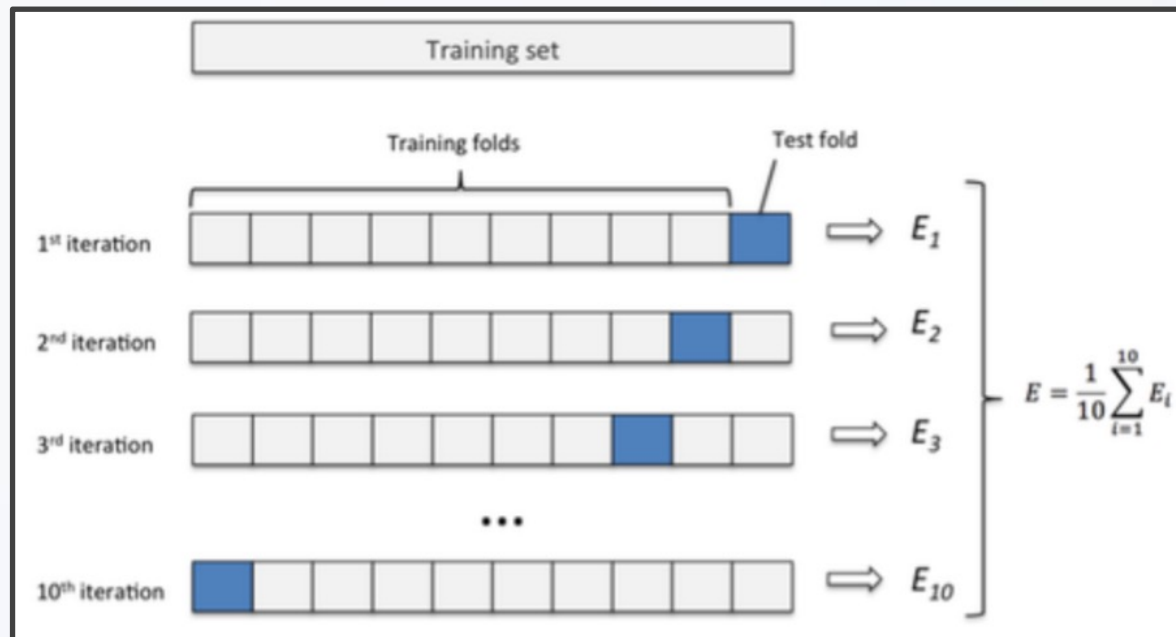 Training set
Training folds
Test fold
1st iteration
E1
2nd iteration
E2
3rd iteration
E3
...
10th iteration
E10
E = 1/10 10∑i=1 Ei